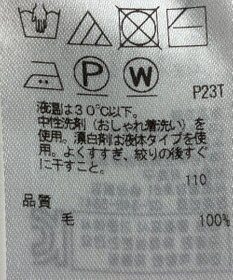 P
W
P23T
液温は30℃以下。
中性洗剤(おしゃれ着洗い)を
使用。漂白剤は液体タイプを使
用。よくすすぎ、絞りの後すぐ
に干すこと。
110
品質
毛 100%